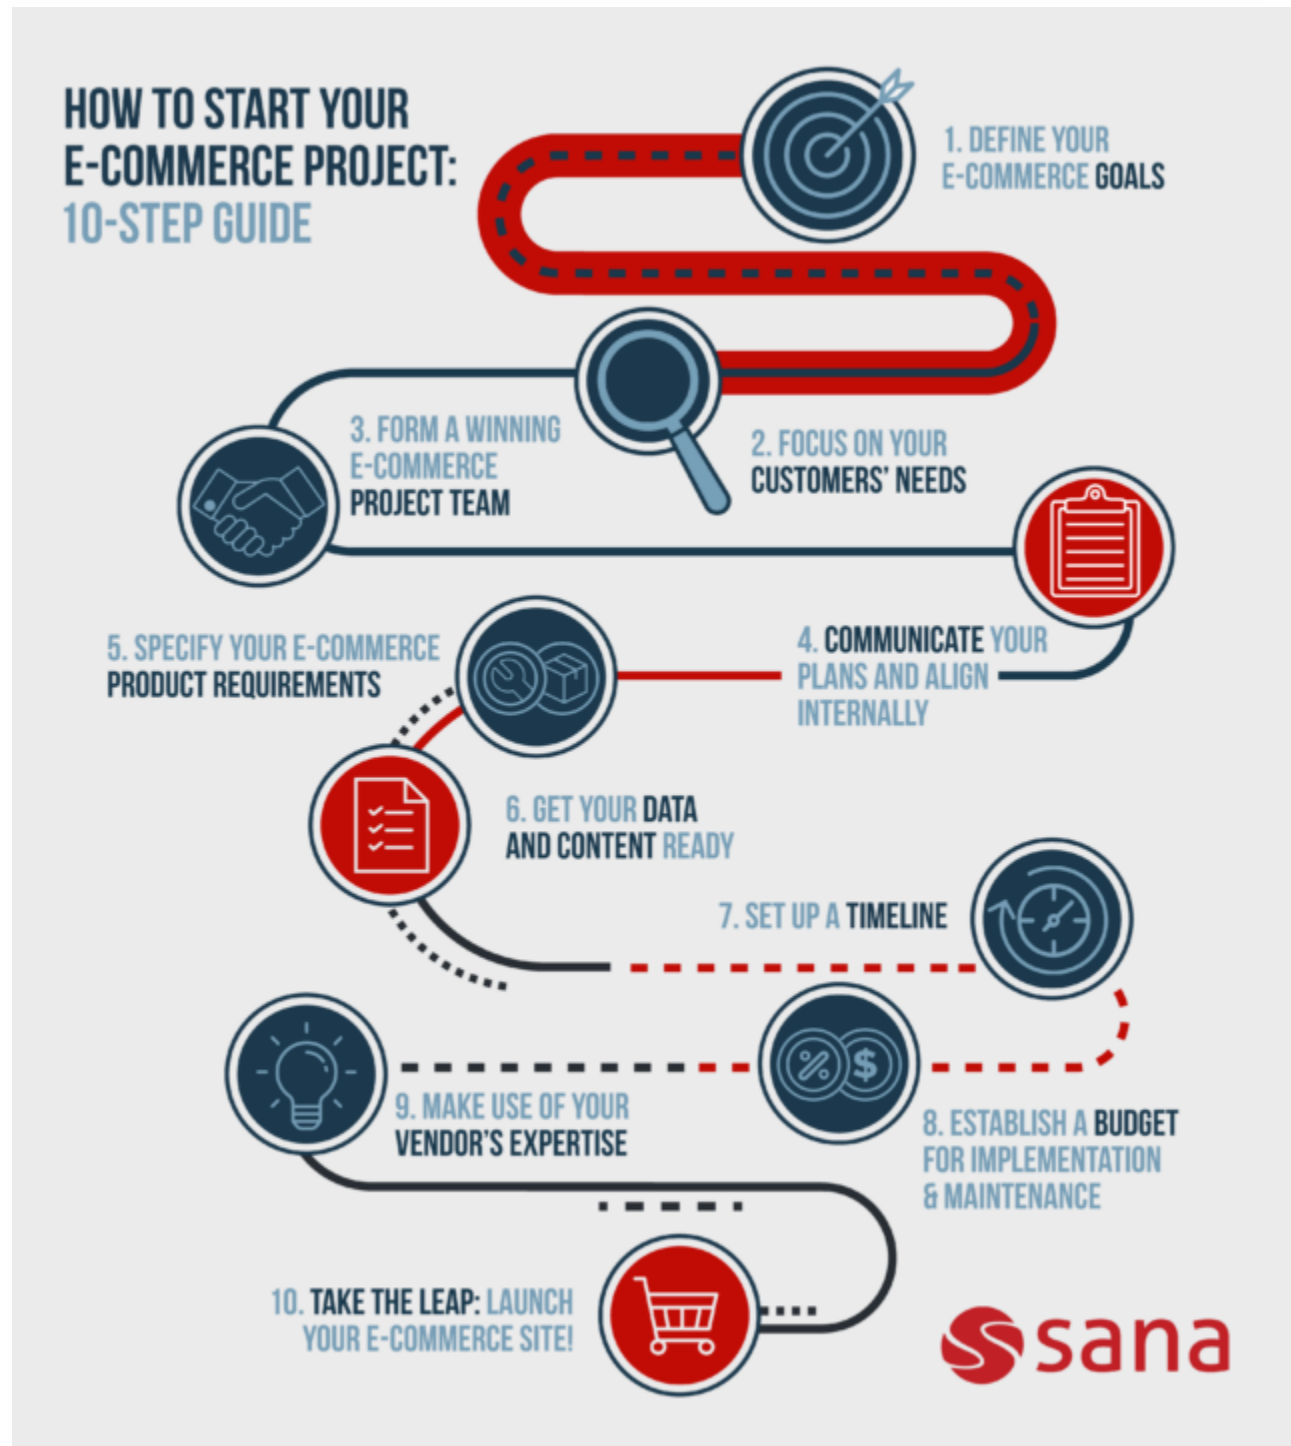 HOW TO START YOUR
E-COMMERCE PROJECT:
10-STEP GUIDE
1. DEFINE YOUR
E-COMMERCE GOALS
2. FOCUS ON YOUR
CUSTOMERS' NEEDS
3. FORM A WINNING
E-COMMERCE
PROJECT TEAM
4. COMMUNICATE YOUR
PLANS AND ALIGN
INTERNALLY
5. SPECIFY YOUR E-COMMERCE
PRODUCT REQUIREMENTS
6. GET YOUR DATA
AND CONTENT READY
7. SET UP A TIMELINE
% $
8. ESTABLISH A BUDGET
FOR IMPLEMENTATION
& MAINTENANCE
9. MAKE USE OF YOUR
VENDOR'S EXPERTISE
10. TAKE THE LEAP: LAUNCH
YOUR E-COMMERCE SITE!
sana